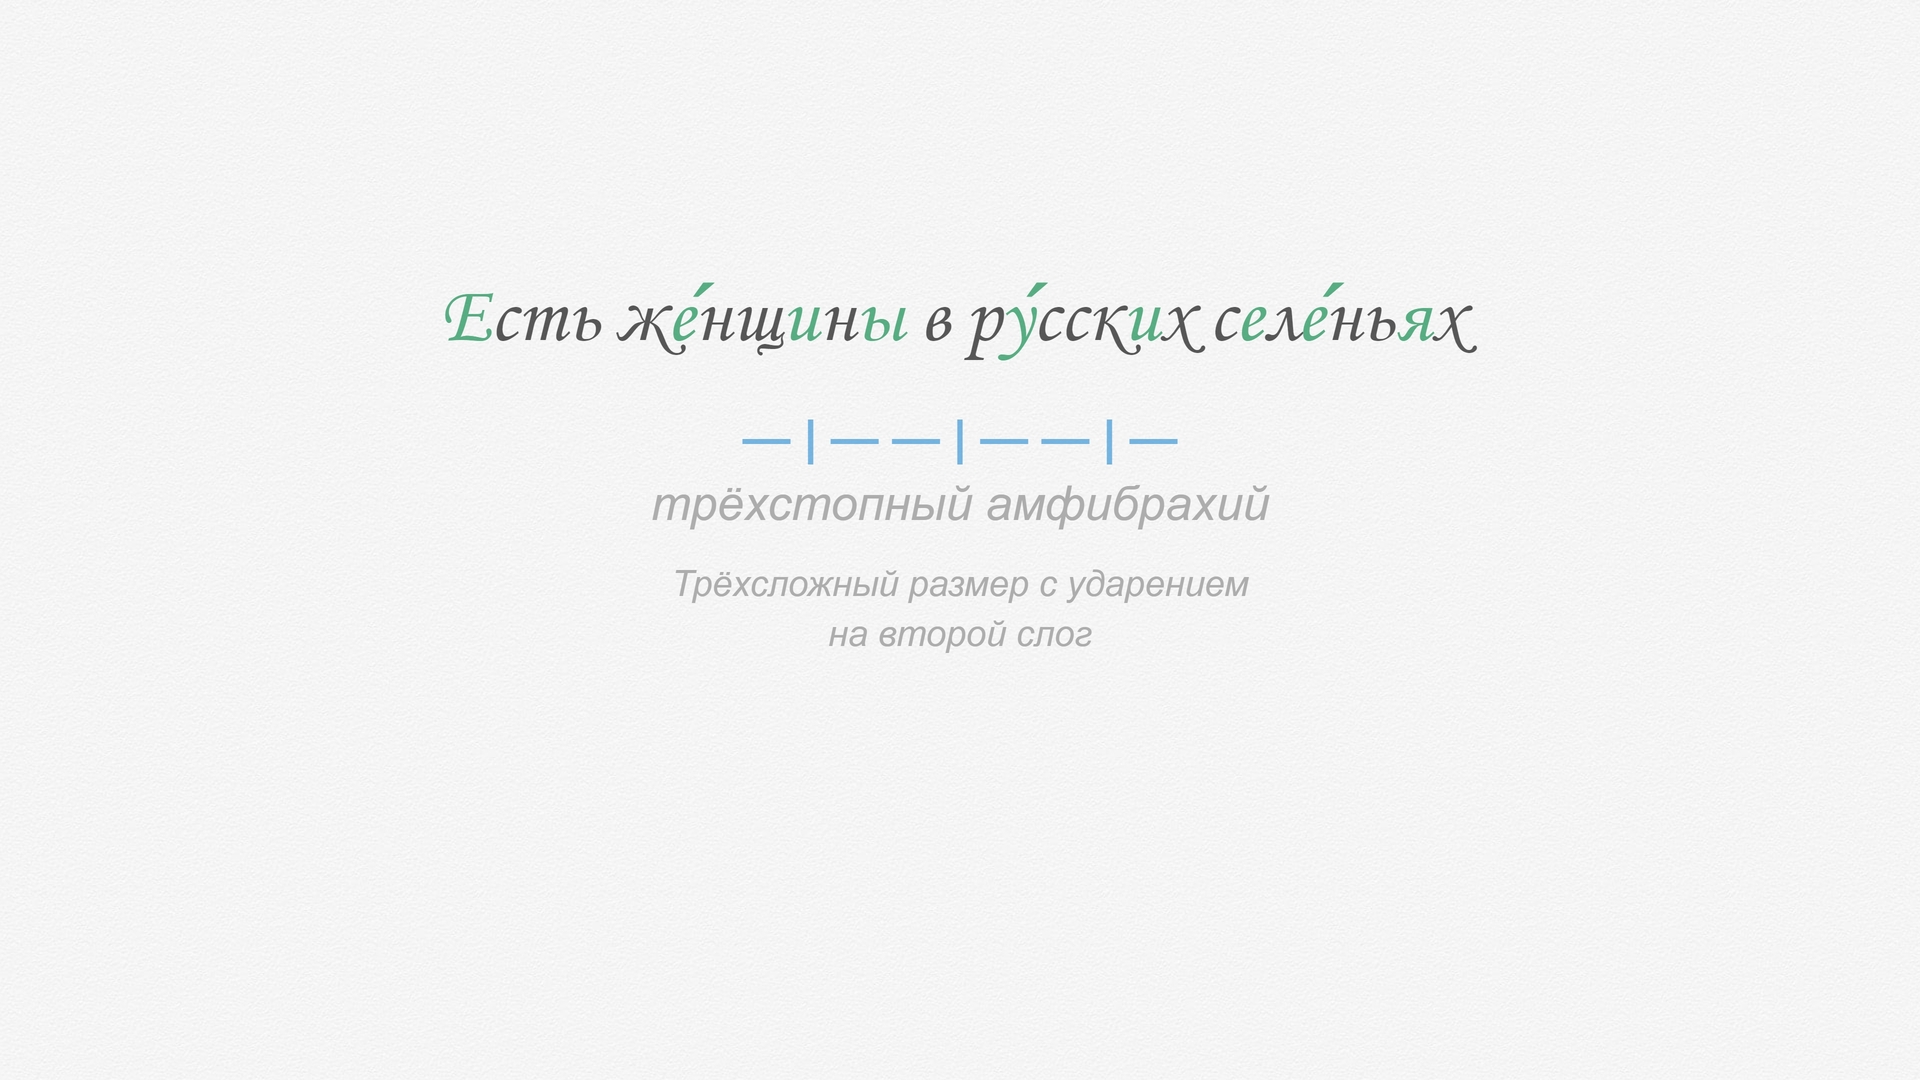 Есть же́нщины в ру́сских селе́ньях
— | — — | — — | —
трёхстопный амфибрахий
Трёхсложный размер с ударением
на второй слог